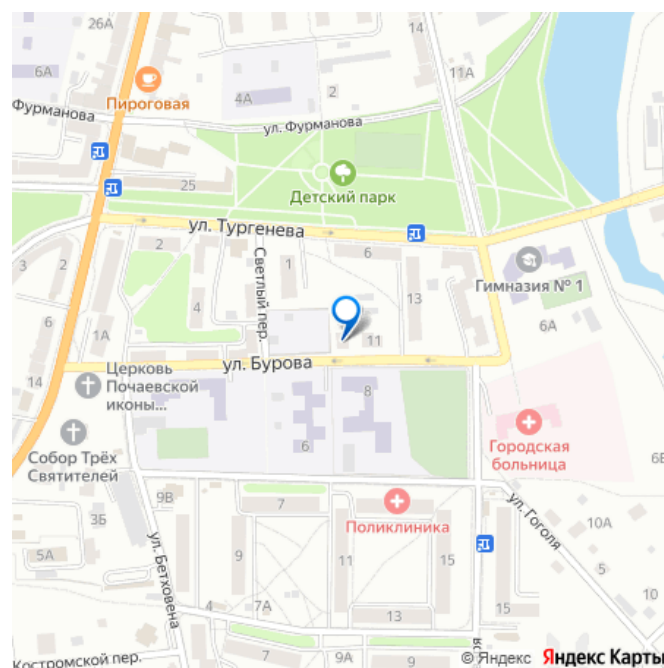 26А
6А
Пироговая
4А
2
11А
Фурманова
ул. Фурманова
25
Детский парк
ул. Тургенева
2
3
2
Светлый пер.
1
6
13
Гимназия № 1
4
6
1А
11
6А
ул. Бурова
14
Церковь
Почаевской
иконы...
8
Собор Трёх
Святителей
6
Городская
больница
6В
9В
7
Поликлиника
ул. Гоголя
10А
3Б
5А
ул. Бетховена
9
11
15
5
10
7А
13
15
4
7
9А
9
11
Костромской пер.
© Яндекс Яндекс Карты